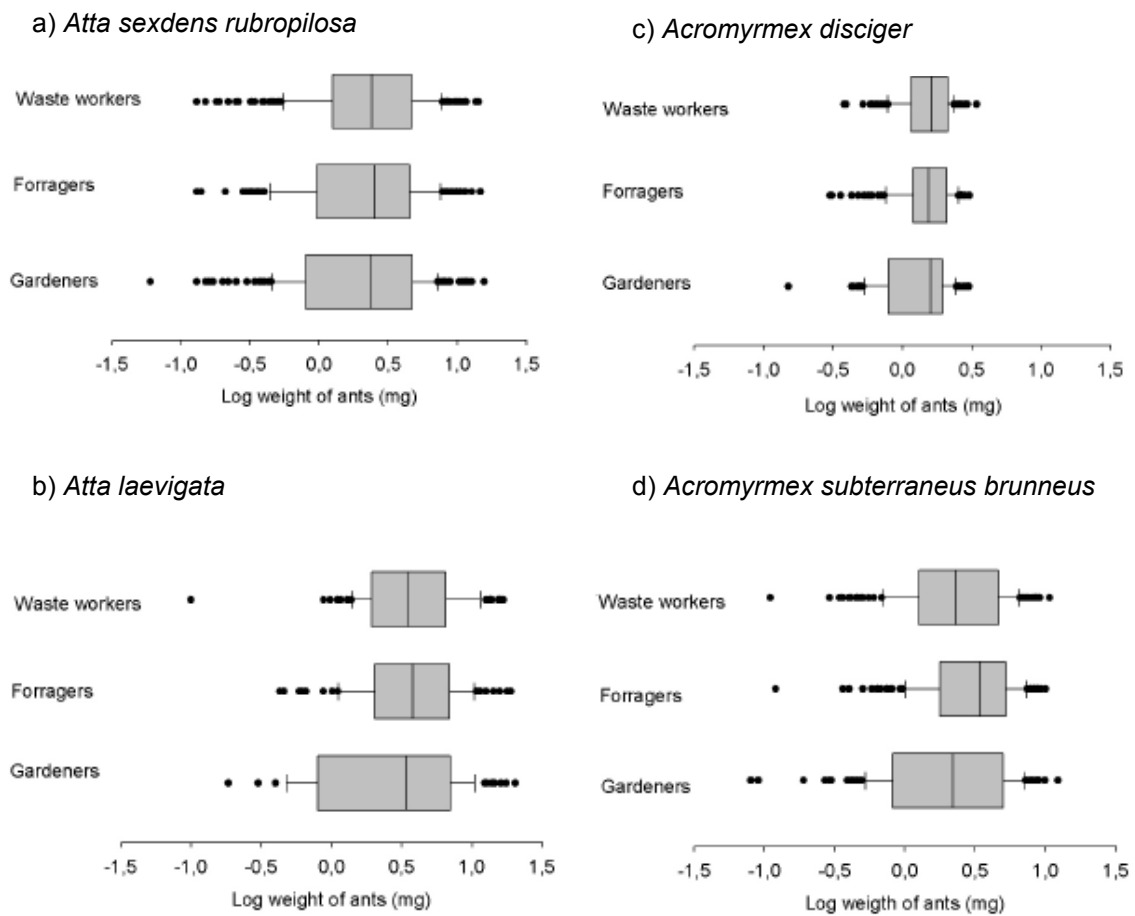 a) Atta sexdens rubropilosa
Waste workers
Forragers
Gardeners
-1,5 -1,0 -0,5 0,0 0,5 1,0 1,5
Log weight of ants (mg)
c) Acromyrmex disciger
Waste workers
Forragers
Gardeners
-1,5 -1,0 -0,5 0,0 0,5 1,0 1,5
Log weight of ants (mg)
b) Atta laevigata
Waste workers
Forragers
Gardeners
-1,5 -1,0 -0,5 0,0 0,5 1,0 1,5
Log weight of ants (mg)
d) Acromyrmex subterraneus brunneus
Waste workers
Forragers
Gardeners
-1,5 -1,0 -0,5 0,0 0,5 1,0 1,5
Log weigth of ants (mg)